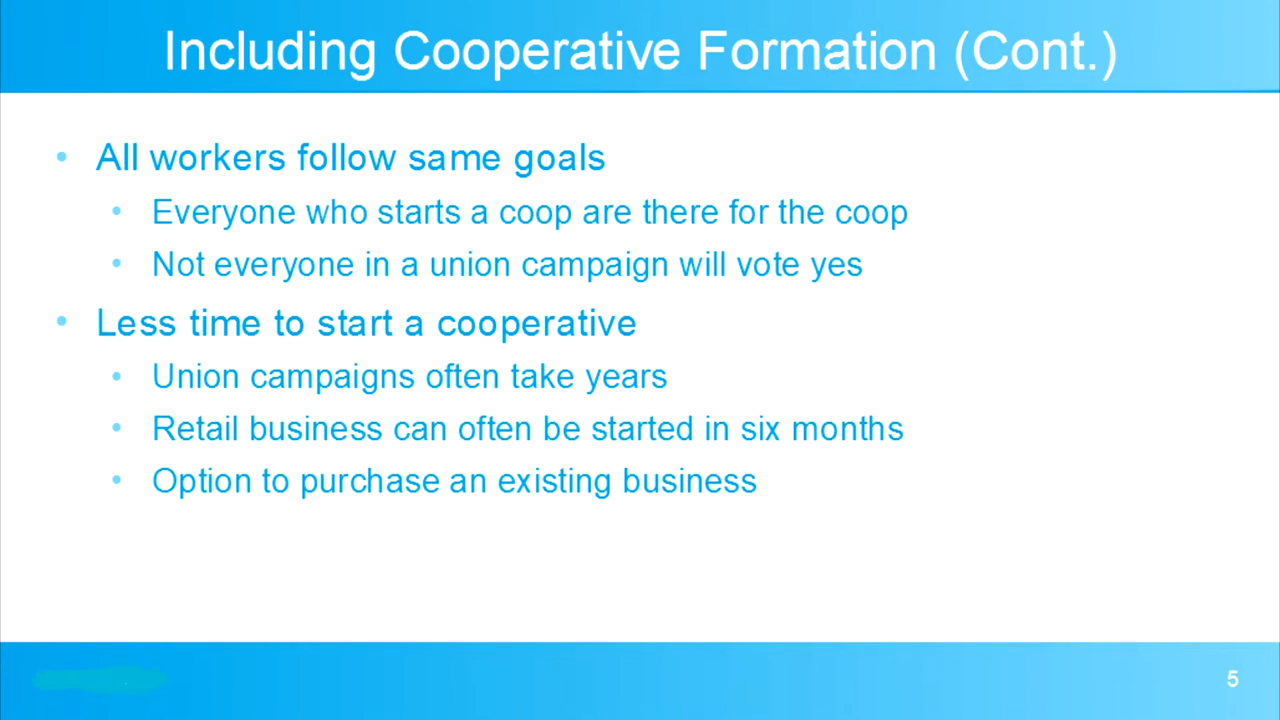 Including Cooperative Formation (Cont.)
• All workers follow same goals
• Everyone who starts a coop are there for the coop
• Not everyone in a union campaign will vote yes
• Less time to start a cooperative
• Union campaigns often take years
• Retail business can often be started in six months
• Option to purchase an existing business
5